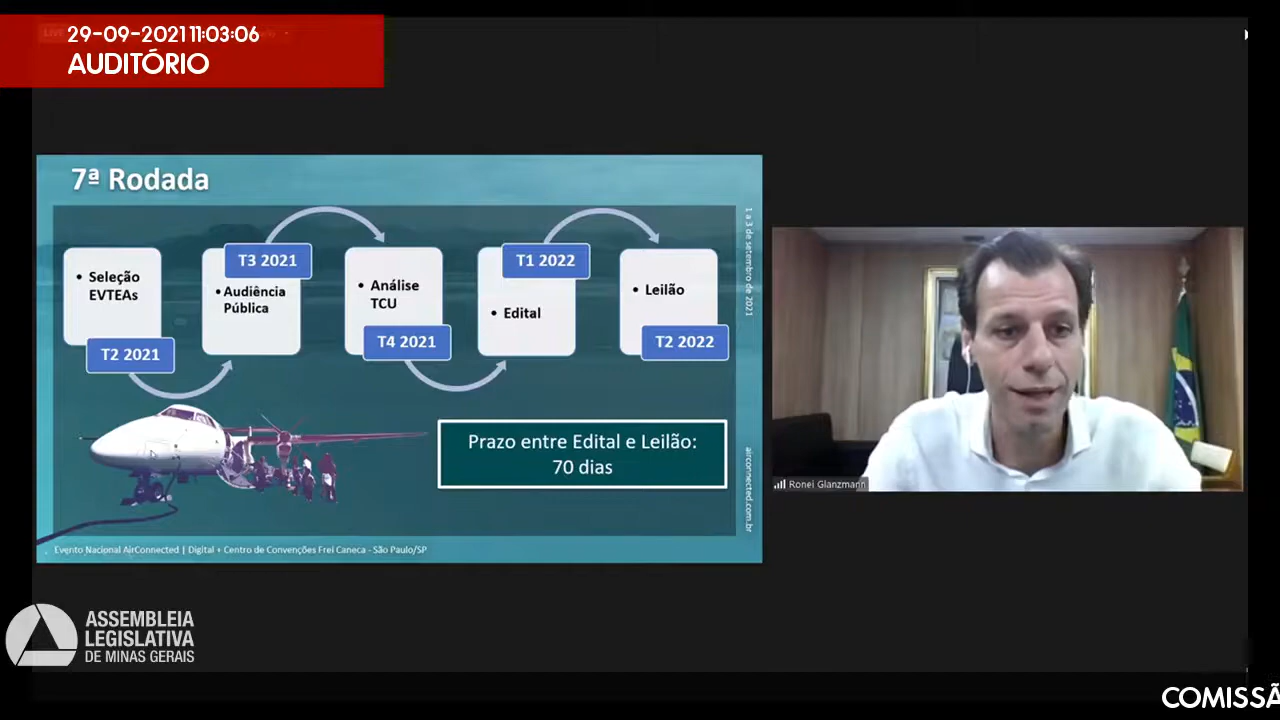 29-09-2021 11:03:06
AUDITÓRIO
7ª Rodada
• Seleção
EVTEAs
T2 2021
T3 2021
• Audiência
Pública
• Análise
TCU
T4 2021
T1 2022
• Edital
• Leilão
T2 2022
Prazo entre Edital e Leilão:
70 dias
1 a 3 de setembro de 2021
airconnected.com.br
Evento Nacional AirConnected | Digital + Centro de Convenções Frei Caneca - São Paulo/SP
Ronei Glanzmann
ASSEMBLEIA
LEGISLATIVA
DE MINAS GERAIS
COMISSÃ